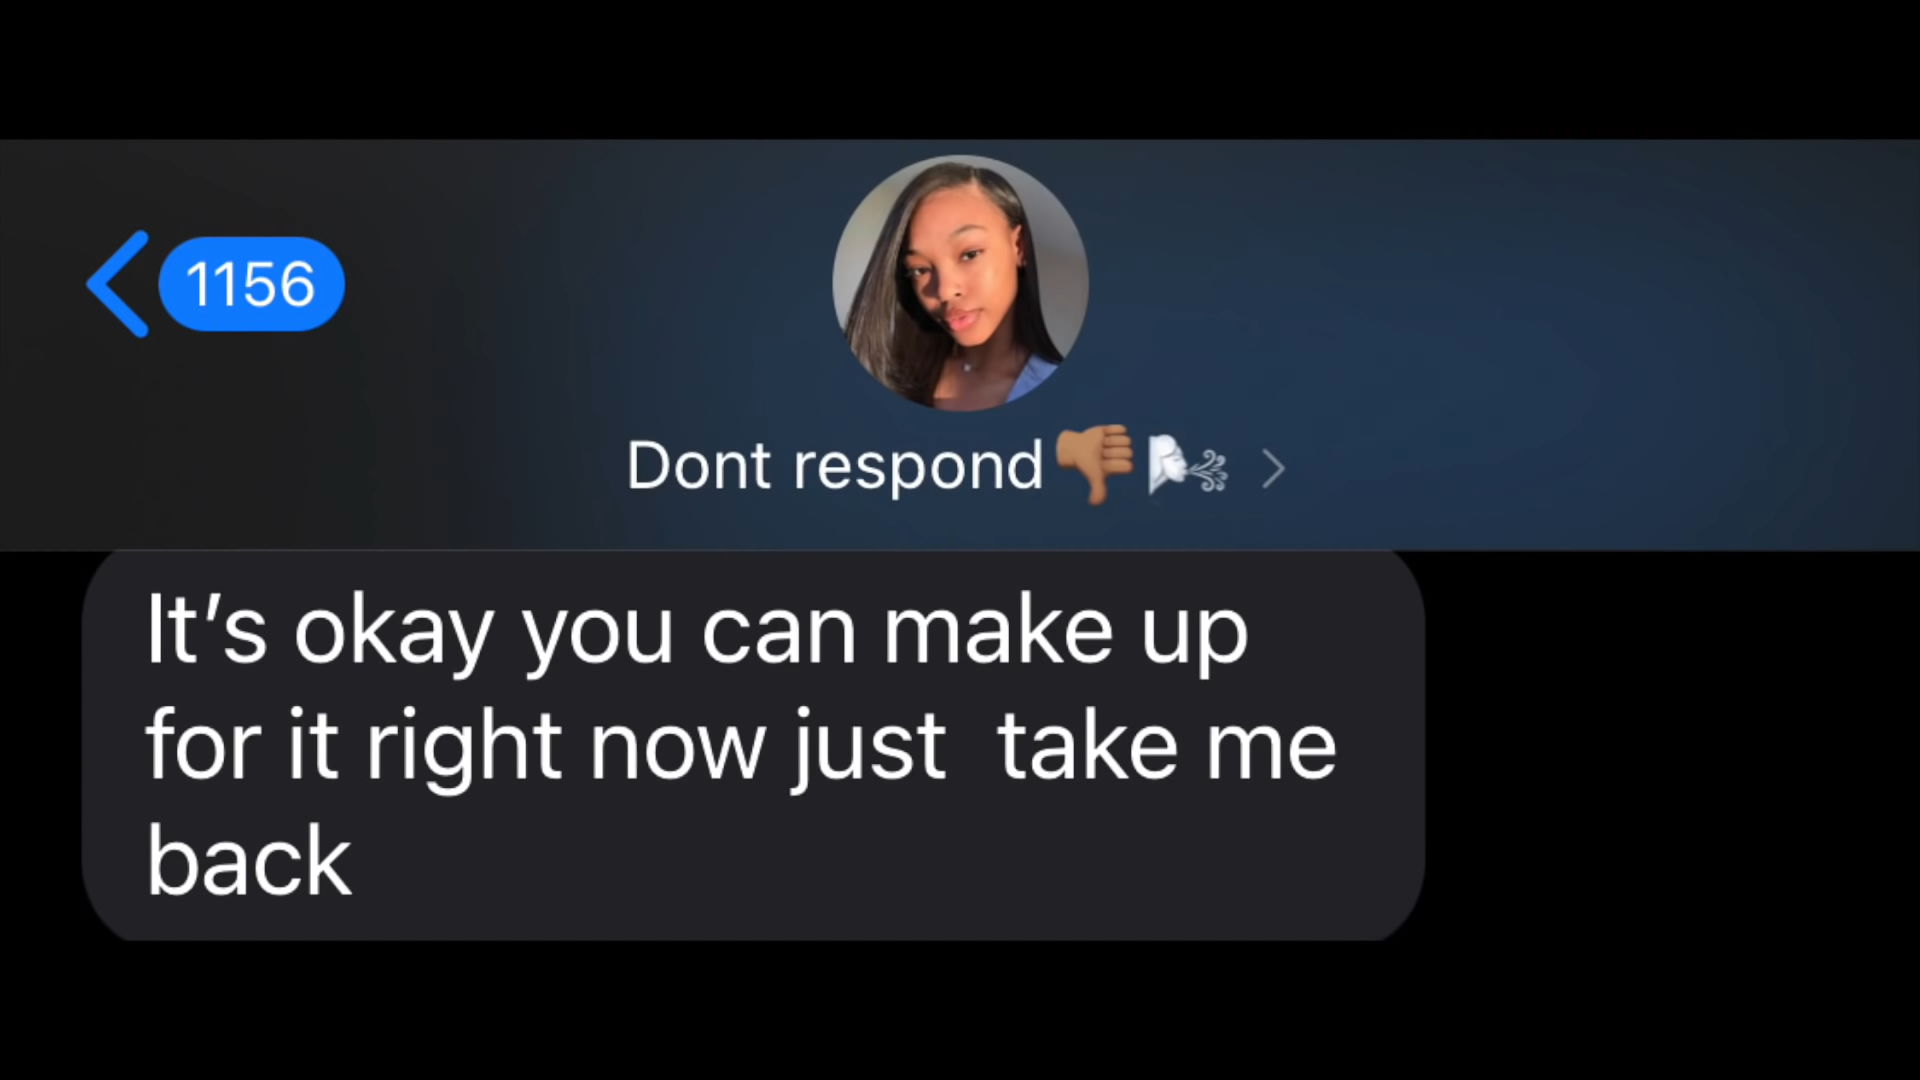 1156
Dont respond👎🏾🌬️
It’s okay you can make up
for it right now just  take me
back